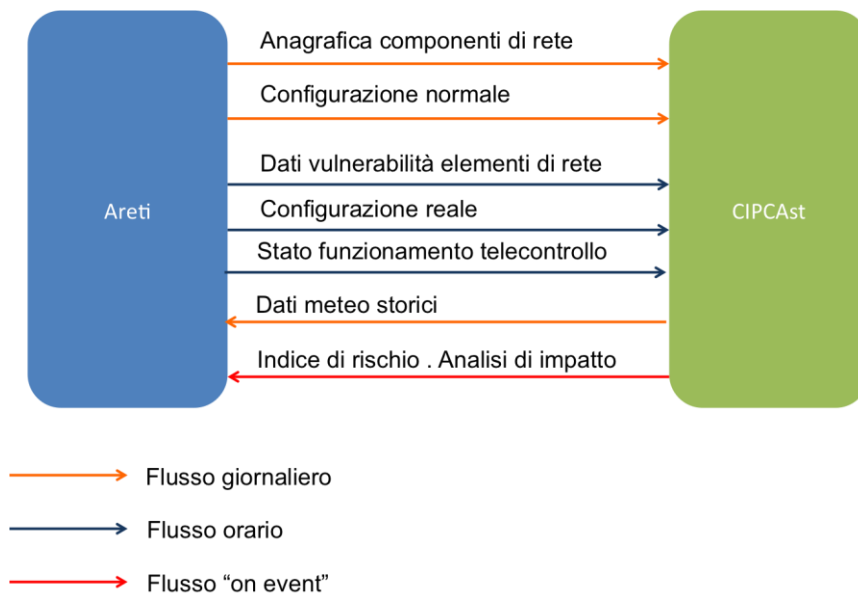 Anagrafica componenti di rete
Configurazione normale
Dati vulnerabilità elementi di rete
Areti
Configurazione reale
CIPCAst
Stato funzionamento telecontrollo
Dati meteo storici
Indice di rischio . Analisi di impatto
Flusso giornaliero
Flusso orario
Flusso “on event”